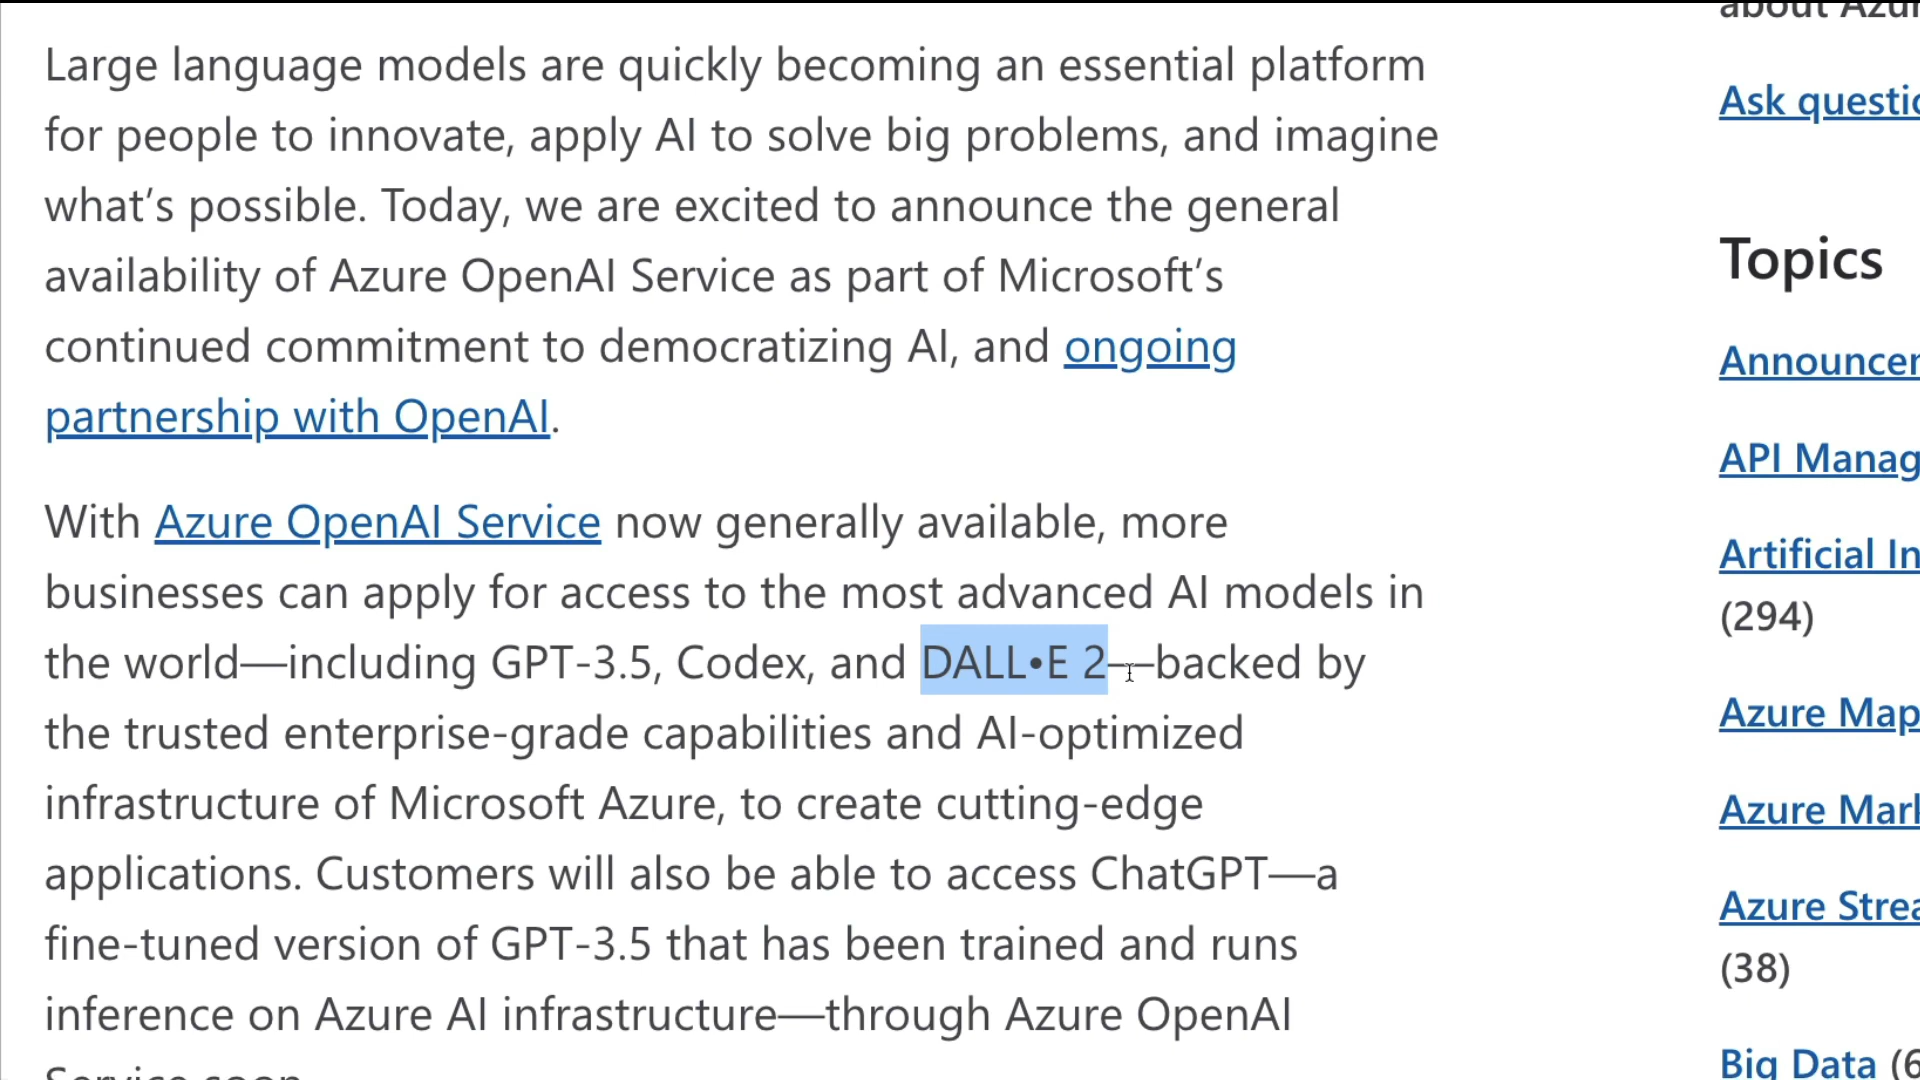 Large language models are quickly becoming an essential platform
for people to innovate, apply AI to solve big problems, and imagine
what’s possible. Today, we are excited to announce the general
availability of Azure OpenAI Service as part of Microsoft’s
continued commitment to democratizing AI, and ongoing
partnership with OpenAI.
With Azure OpenAI Service now generally available, more
businesses can apply for access to the most advanced AI models in
the world—including GPT-3.5, Codex, and DALL•E 2—backed by
the trusted enterprise-grade capabilities and AI-optimized
infrastructure of Microsoft Azure, to create cutting-edge
applications. Customers will also be able to access ChatGPT—a
fine-tuned version of GPT-3.5 that has been trained and runs
inference on Azure AI infrastructure—through Azure OpenAI
Service soon.
about
Ask
Topics
API
Artificial
(294)
Azure
Azure
Azure
(38)
Big Data